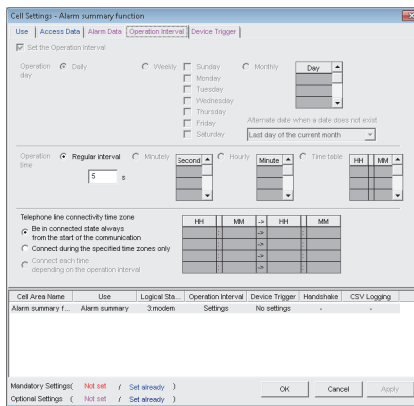 Cell Settings - Alarm summary function
Use Access Data Alarm Data Operation Interval Device Trigger
Set the Operation Interval
Operation day Daily Weekly Sunday Monthly Day
Monday
Tuesday
Wednesday
Thursday
Friday Alternate date when a date does not exist
Saturday Last day of the current month
Operation time Regular interval Minutely Second Hourly Minute Time table HH MM
5 s
Telephone line connectivity time zone HH MM -> HH MM
Be in connected state always from the start of the communication : -> :
: -> :
Connect during the specified time zones only : -> :
Connect each time depending on the operation interval : -> :
Cell Area Name Use Logical Sta... Operation Interval Device Trigger Handshake CSV Logging
Alarm summary f... Alarm summary 3:modem Settings No settings - -
Mandatory Settings( Not set / Set already ) OK Cancel Apply
Optional Settings ( Not set / Set already )